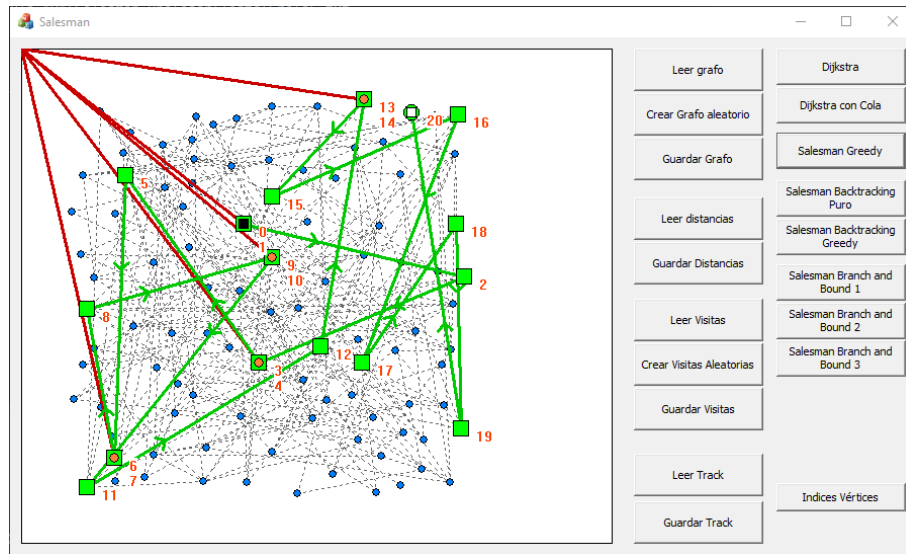 Salesman
Leer grafo
Dijkstra
Crear Grafo aleatorio
Dijkstra con Cola
Guardar Grafo
Salesman Greedy
Salesman Backtracking
Puro
Leer distancias
Salesman Backtracking
Greedy
Guardar Distancias
Salesman Branch and
Bound 1
Leer Visitas
Salesman Branch and
Bound 2
Crear Visitas Aleatorias
Salesman Branch and
Bound 3
Guardar Visitas
Leer Track
Indices Vértices
Guardar Track
13
14
20
16
5
15
0
1
18
9
10
2
8
12
3
4
17
19
6
7
11